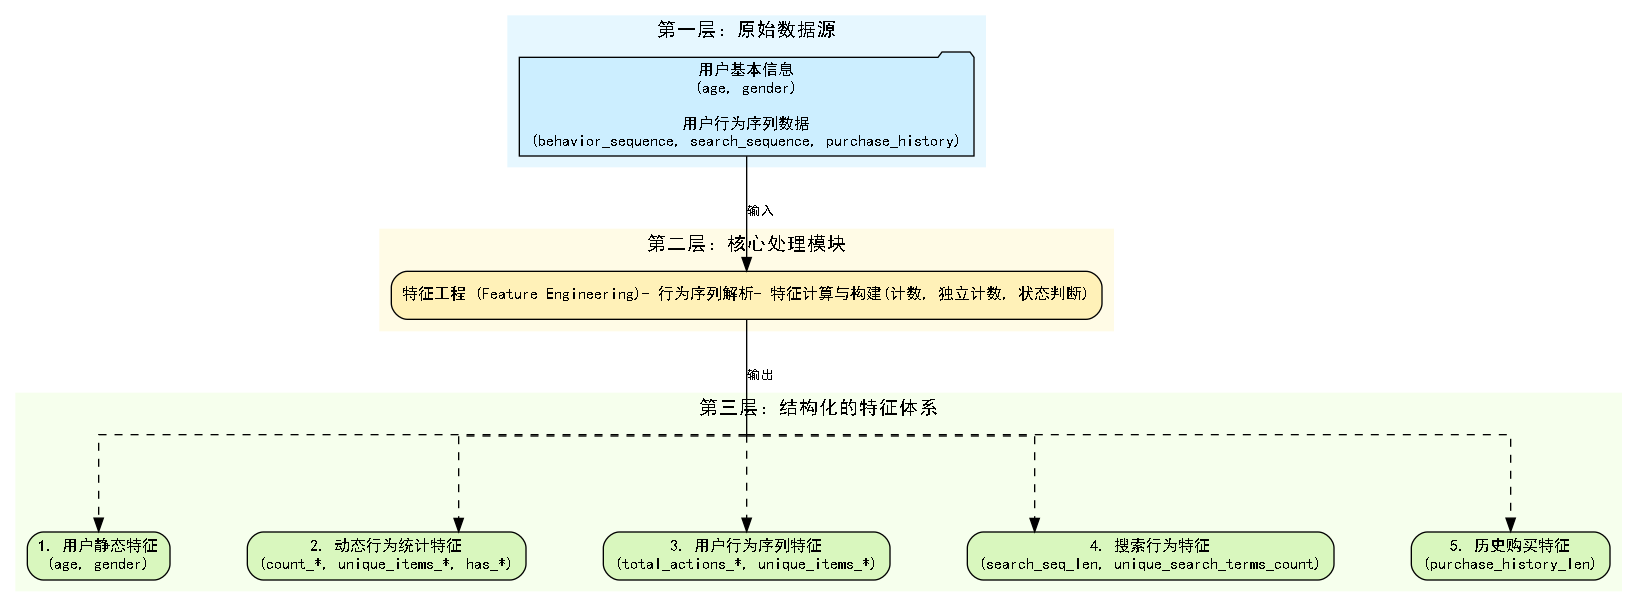 第一层：原始数据源
用户基本信息
(age, gender)
用户行为序列数据
(behavior_sequence, search_sequence, purchase_history)
输入
第二层：核心处理模块
特征工程 (Feature Engineering)- 行为序列解析- 特征计算与构建(计数, 独立计数, 状态判断)
输出
第三层：结构化的特征体系
1. 用户静态特征
(age, gender)
2. 动态行为统计特征
(count_*, unique_items_*, has_*)
3. 用户行为序列特征
(total_actions_*, unique_items_*)
4. 搜索行为特征
(search_seq_len, unique_search_terms_count)
5. 历史购买特征
(purchase_history_len)